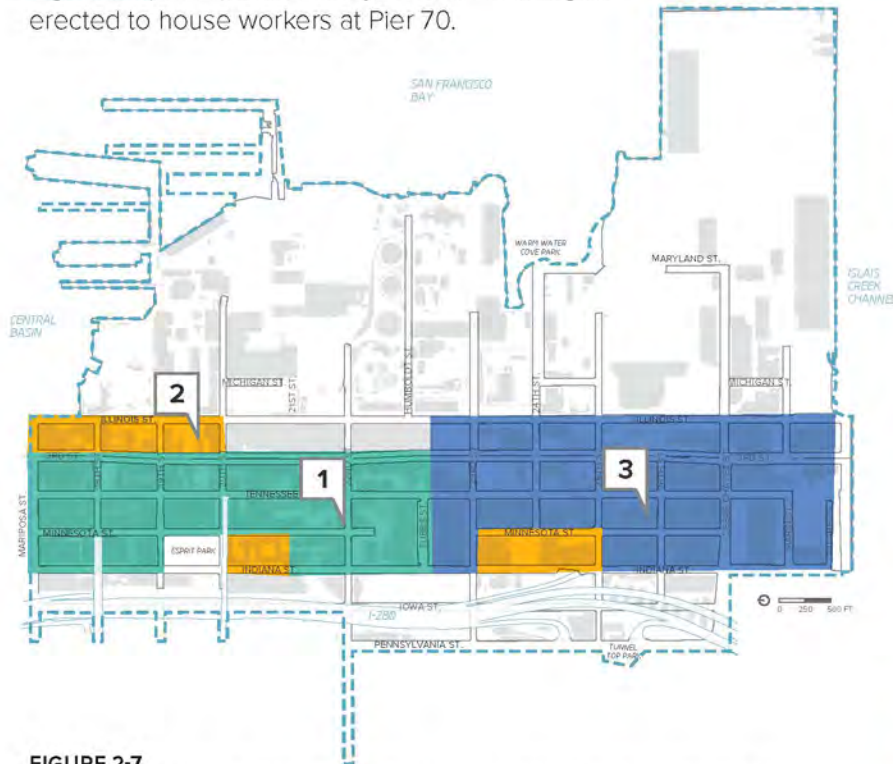 erected to house workers at Pier 70.
SAN FRANCISCO
BAY
WARM WATER
COVE PARK
MARYLAND ST.
ISLAIS
CREEK
CHANNEL
CENTRAL
BASIN
MICHIGAN ST.
21ST ST.
HUMBOLDT ST.
24TH ST.
MICHIGAN ST.
2
ILLINOIS ST.
ILLINOIS ST.
3RD ST.
3RD ST.
1
3
TENNESSEE
MARIPOSA ST.
MINNESOTA ST.
MINNESOTA ST.
ESPRIT PARK
INDIANA ST.
INDIANA ST.
IOWA ST.
I-280
0 250 500 FT
PENNSYLVANIA ST.
TUNNEL
TOP PARK
FIGURE 2-7